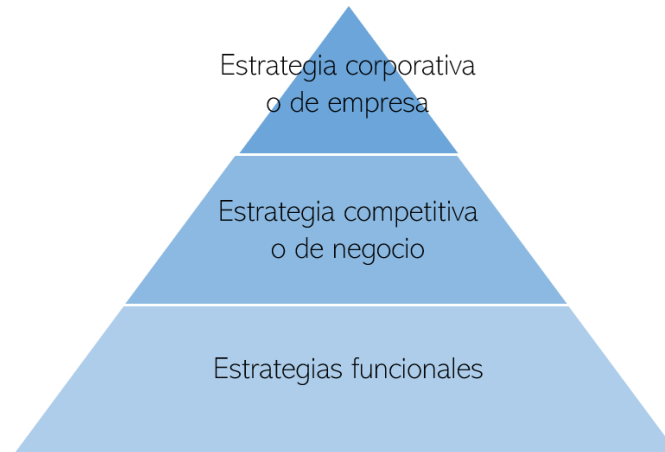 Estrategia corporativa
o de empresa
Estrategia competitiva
o de negocio
Estrategias funcionales